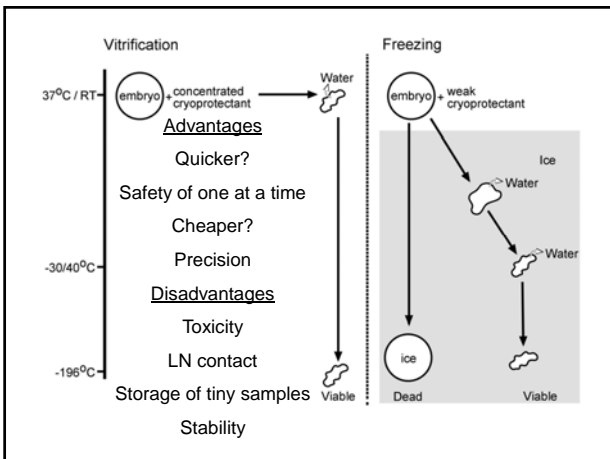 Vitrification
37°C / RT
embryo + concentrated cryoprotectant
Water
Advantages
Quicker?
Safety of one at a time
Cheaper?
Precision
-30/40°C
Disadvantages
Toxicity
LN contact
-196°C
Storage of tiny samples
Viable
Stability
Freezing
embryo + weak cryoprotectant
Ice
Water
Water
ice
Dead
Viable